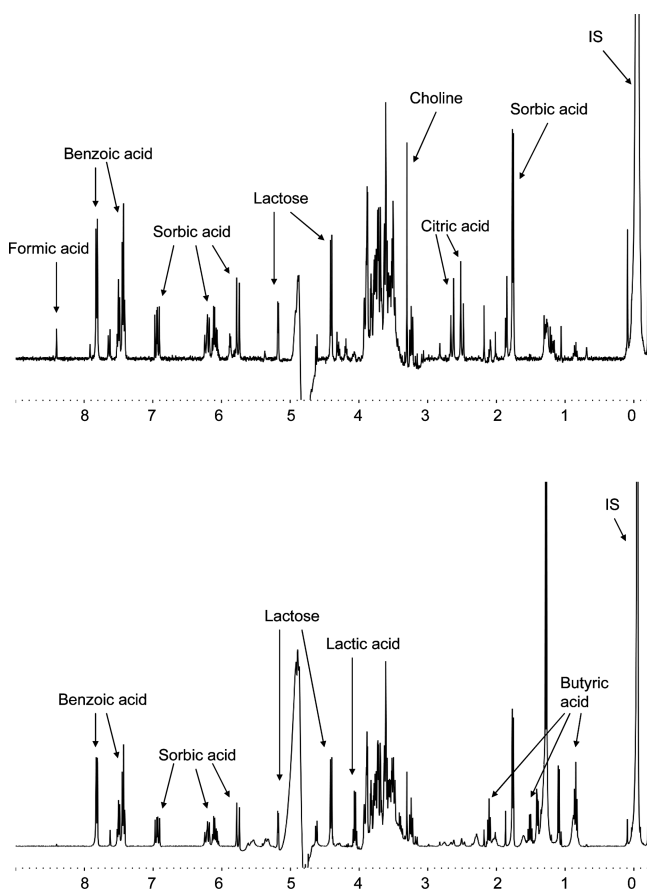 IS
Choline
Sorbic acid
Benzoic acid
Lactose
Sorbic acid
Citric acid
Formic acid
8 7 6 5 4 3 2 1 0
IS
Lactose
Lactic acid
Butyric
acid
Benzoic acid
Sorbic acid
8 7 6 5 4 3 2 1 0